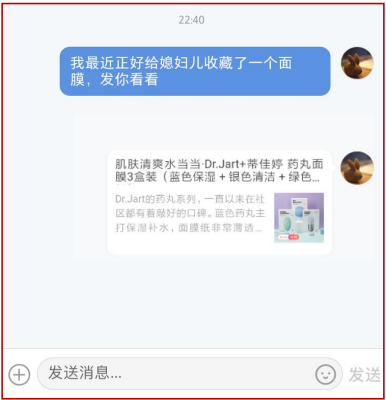 22:40
我最近正好给媳妇儿收藏了一个面
膜，发你看看
肌肤清爽水当当·Dr.Jart+蒂佳婷 药丸面
膜3盒装（蓝色保湿 + 银色清洁 + 绿色...
Dr.Jart的药丸系列，一直以来在社
区都有着敲好的口碑。蓝色药丸主
打保湿补水，面膜纸非常薄适...
发送消息...
发送